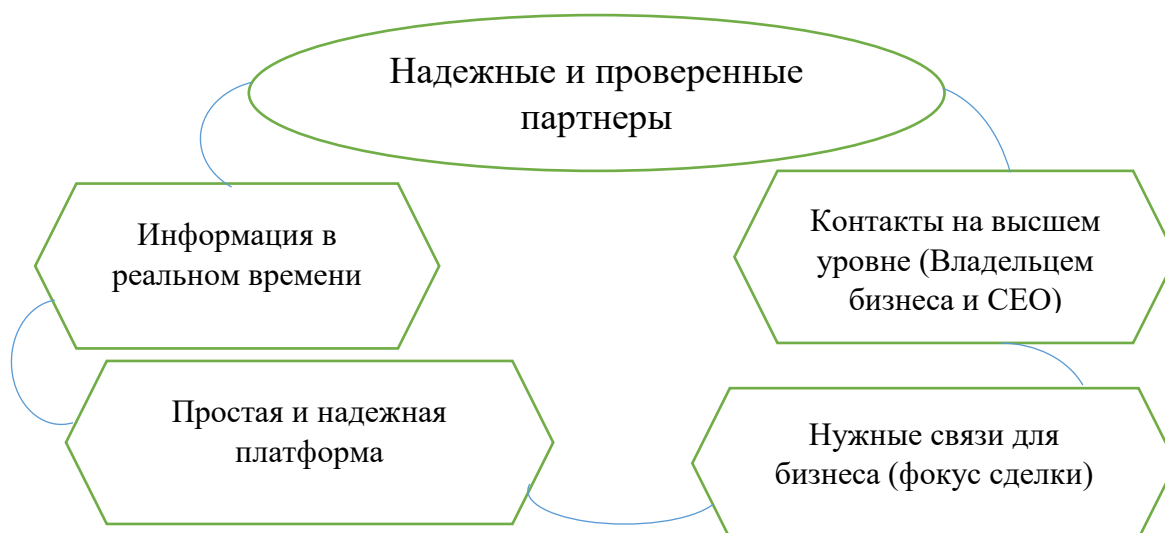 Надежные и проверенные
партнеры
Информация в
реальном времени
Контакты на высшем
уровне (Владельцем
бизнеса и CEO)
Простая и надежная
платформа
Нужные связи для
бизнеса (фокус сделки)